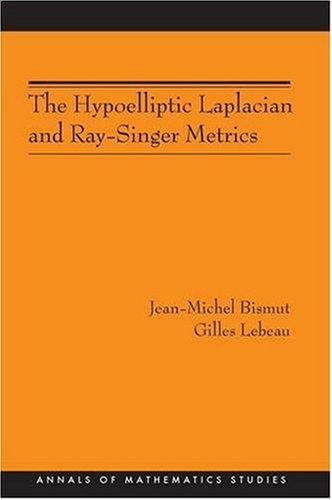 The Hypoelliptic Laplacian
and Ray-Singer Metrics
Jean-Michel Bismut
Gilles Lebeau
ANNALS OF MATHEMATICS STUDIES